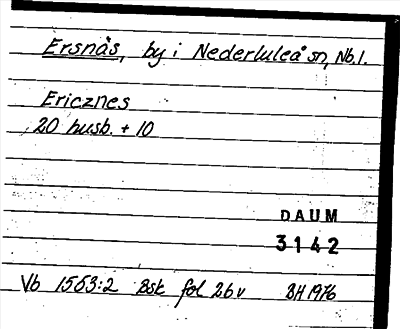 Ersnäs, by i Nederluleå sn, Nb.l.
Ericznes
20 husb. + 10
DAUM
3142
Vb 1563:2 Bsk fol 26v BH 1976